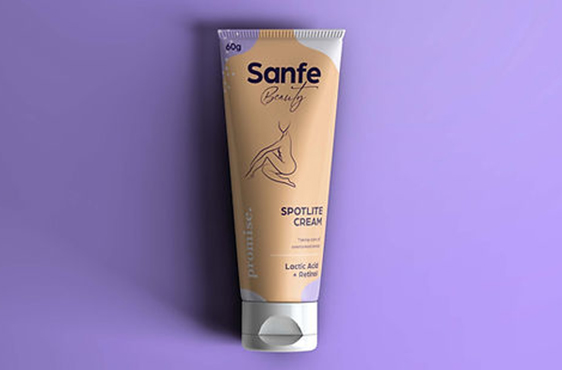 60g
Sanfe
Beauty
SPOTLITE
CREAM
Lactic Acid
+ Retinol
promise.